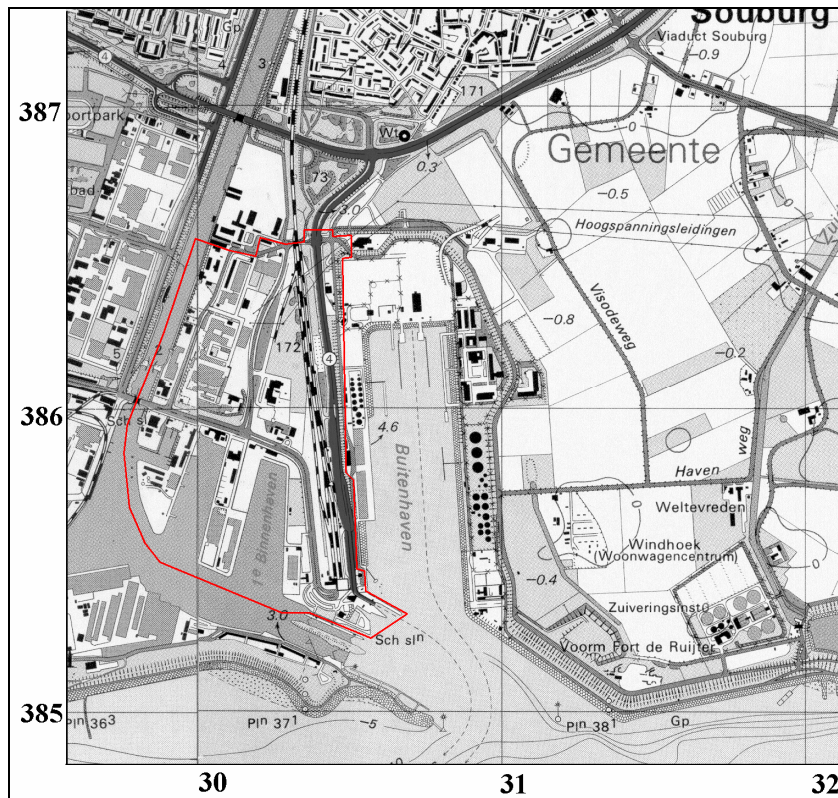 Souburg
Gp
Viaduct Souburg
4
-0.9
3
171
387
Wt
0
Gemeente
0.3
73
-0.5
bad
3.0
Hoogspanningsleidingen
Visodeweg
-0.8
172
5
2
4
-0.2
386
Sch s
4.6
Buitenhaven
weg
Haven
1e Binnenhaven
Weltevreden
0
Windhoek
(Woonwagencentrum)
-0.4
Zuiveringsinst
3.0
Sch sln
Voorm Fort de Ruijter
385
Pln 36³
Pln 37¹
-5
Pln 38¹
Gp
0
30
31
32